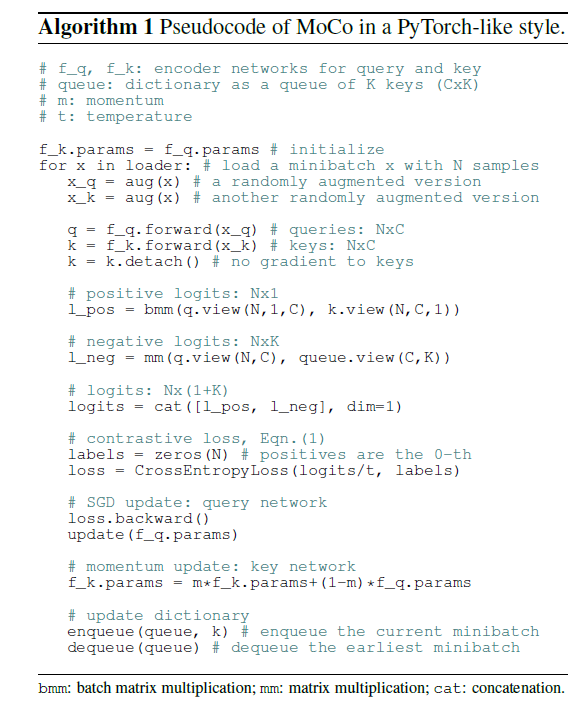 Algorithm 1 Pseudocode of MoCo in a PyTorch-like style.
# f_q, f_k: encoder networks for query and key
# queue: dictionary as a queue of K keys (CxK)
# m: momentum
# t: temperature
f_k.params = f_q.params # initialize
for x in loader: # load a minibatch x with N samples
x_q = aug(x) # a randomly augmented version
x_k = aug(x) # another randomly augmented version
q = f_q.forward(x_q) # queries: NxC
k = f_k.forward(x_k) # keys: NxC
k = k.detach() # no gradient to keys
# positive logits: Nx1
l_pos = bmm(q.view(N,1,C), k.view(N,C,1))
# negative logits: NxK
l_neg = mm(q.view(N,C), queue.view(C,K))
# logits: Nx(1+K)
logits = cat([l_pos, l_neg], dim=1)
# contrastive loss, Eqn.(1)
labels = zeros(N) # positives are the 0-th
loss = CrossEntropyLoss(logits/t, labels)
# SGD update: query network
loss.backward()
update(f_q.params)
# momentum update: key network
f_k.params = m*f_k.params+(1-m)*f_q.params
# update dictionary
enqueue(queue, k) # enqueue the current minibatch
dequeue(queue) # dequeue the earliest minibatch
bmm: batch matrix multiplication; mm: matrix multiplication; cat: concatenation.